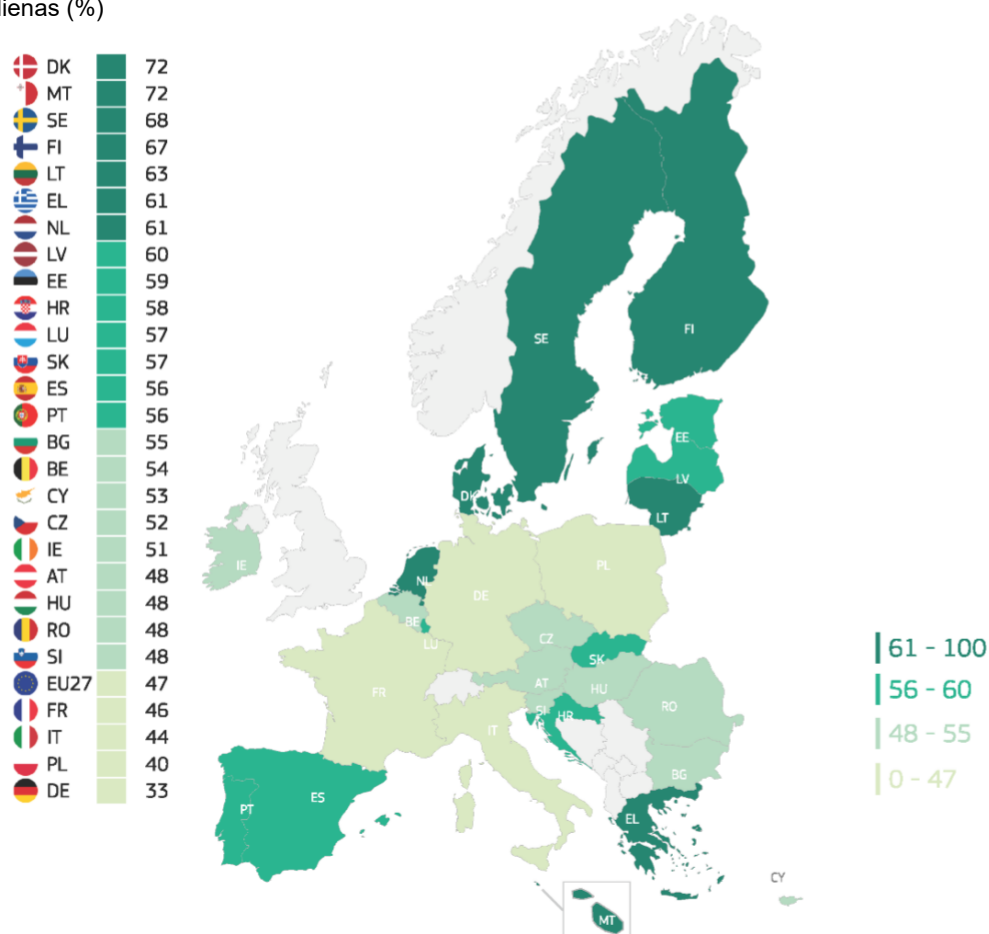 dienas (%)
DK 72
MT 72
SE 68
FI 67
LT 63
EL 61
NL 61
LV 60
EE 59
HR 58
LU 57
SK 57
ES 56
PT 56
BG 55
BE 54
CY 53
CZ 52
IE 51
AT 48
HU 48
RO 48
SI 48
EU27 47
FR 46
IT 44
PL 40
DE 33
SE
FI
EE
LV
DK
LT
IE
NL
DE
PL
BE
LU
CZ
SK
FR
AT
HU
SI
HR
RO
IT
BG
PT
ES
EL
CY
MT
61 - 100
56 - 60
48 - 55
0 - 47